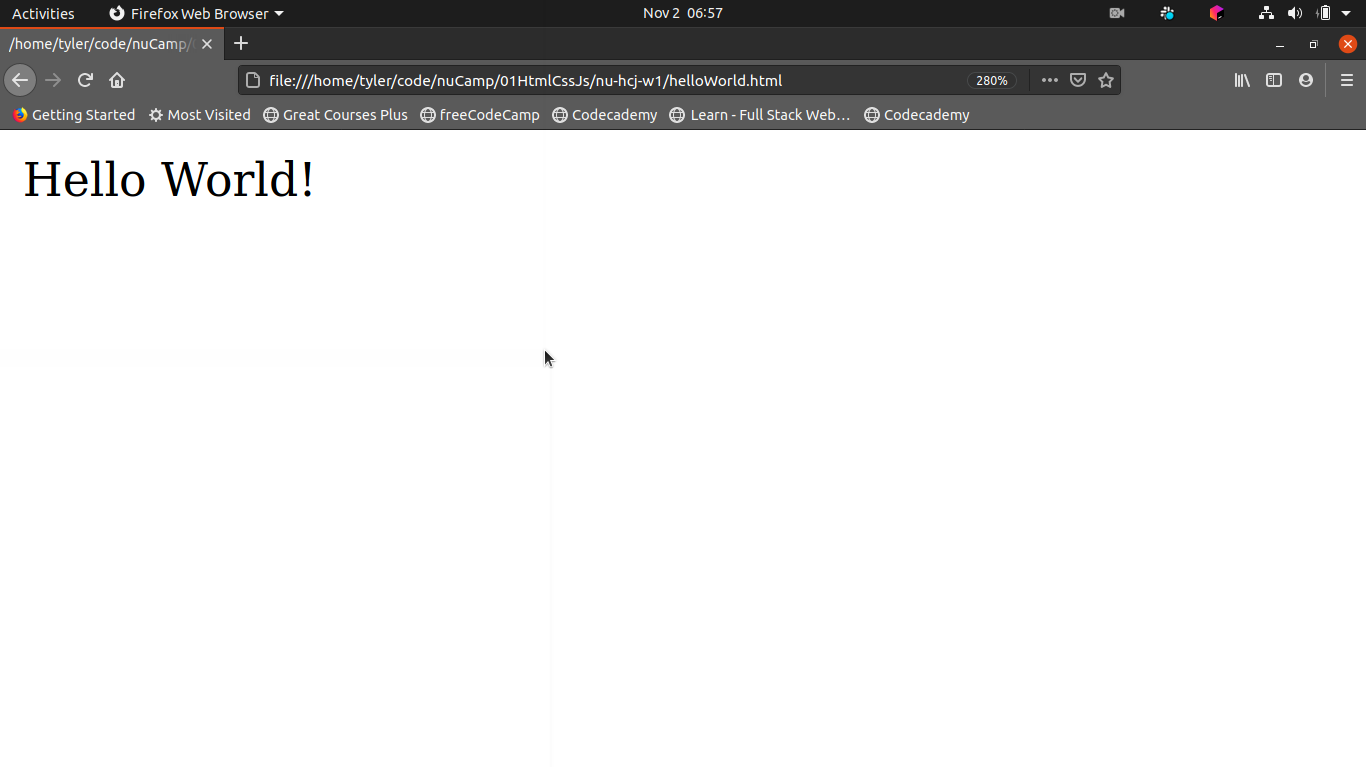 Activities Firefox Web Browser Nov 2 06:57
/home/tyler/code/nuCamp/
file:///home/tyler/code/nuCamp/01HtmlCssJs/nu-hcj-w1/helloWorld.html 280%
Getting Started Most Visited Great Courses Plus freeCodeCamp Codecademy Learn - Full Stack Web… Codecademy
Hello World!